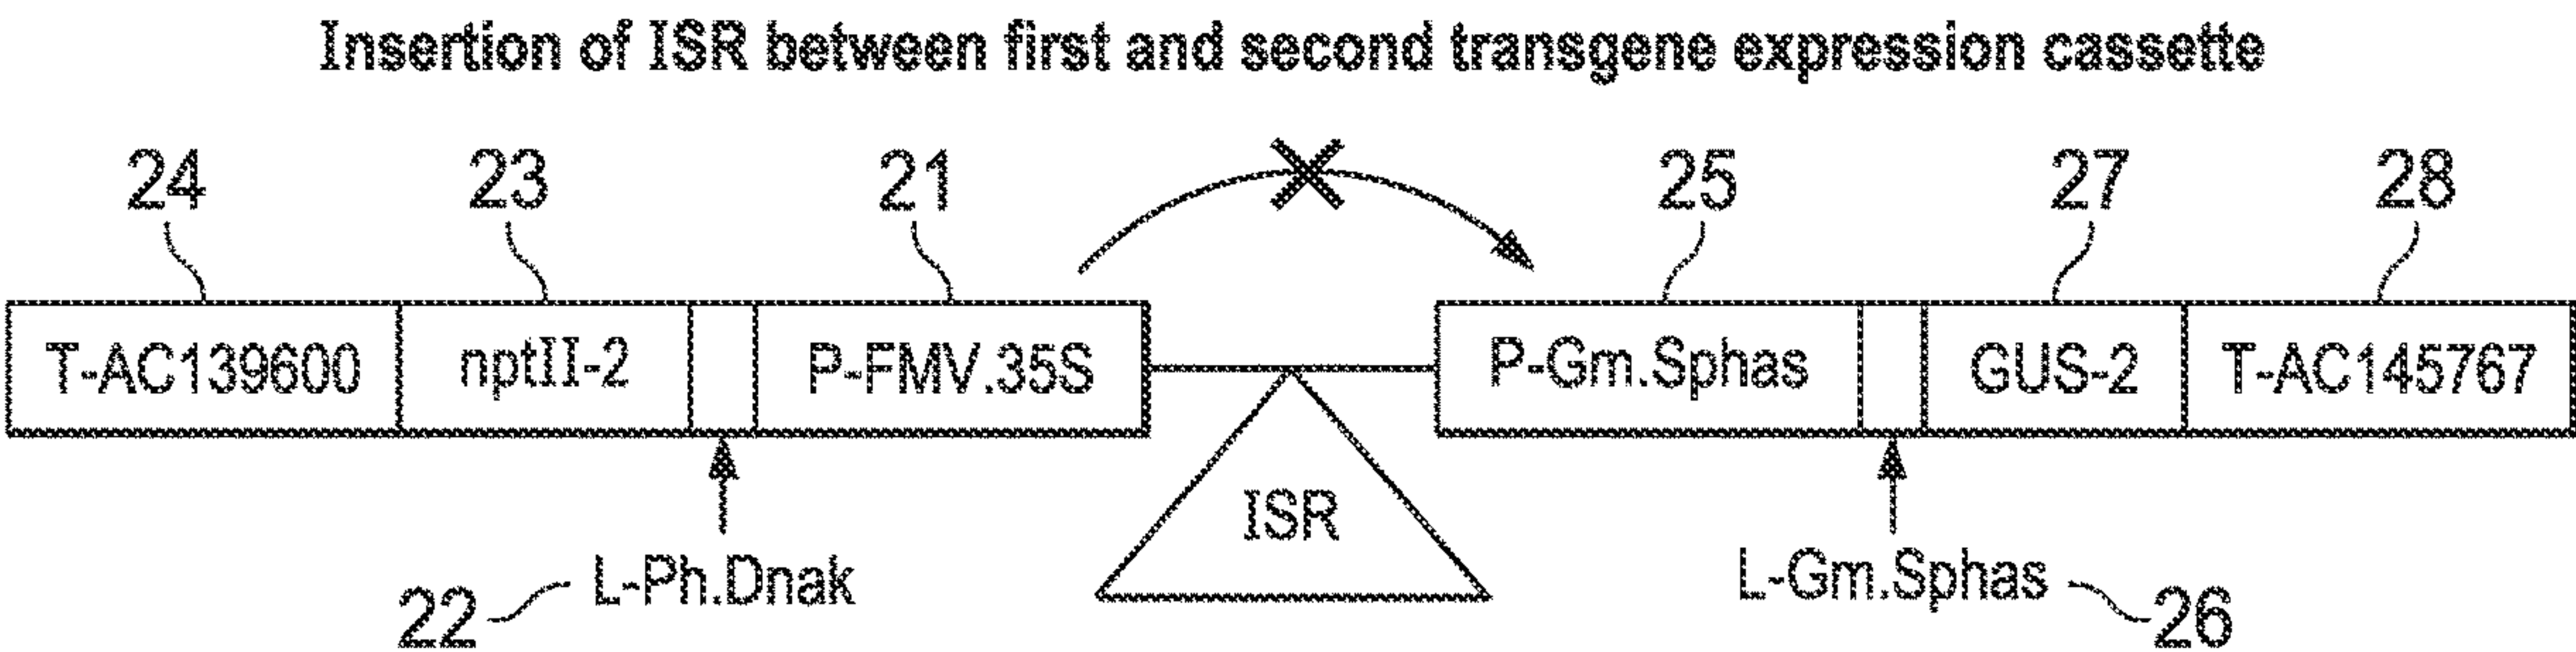 Insertion of ISR between first and second transgene expression cassette
24 23 21 25 27 28
T-AC139600 nptII-2 P-FMV.35S P-Gm.Sphas GUS-2 T-AC145767
ISR
22 L-Ph.Dnak L-Gm.Sphas 26